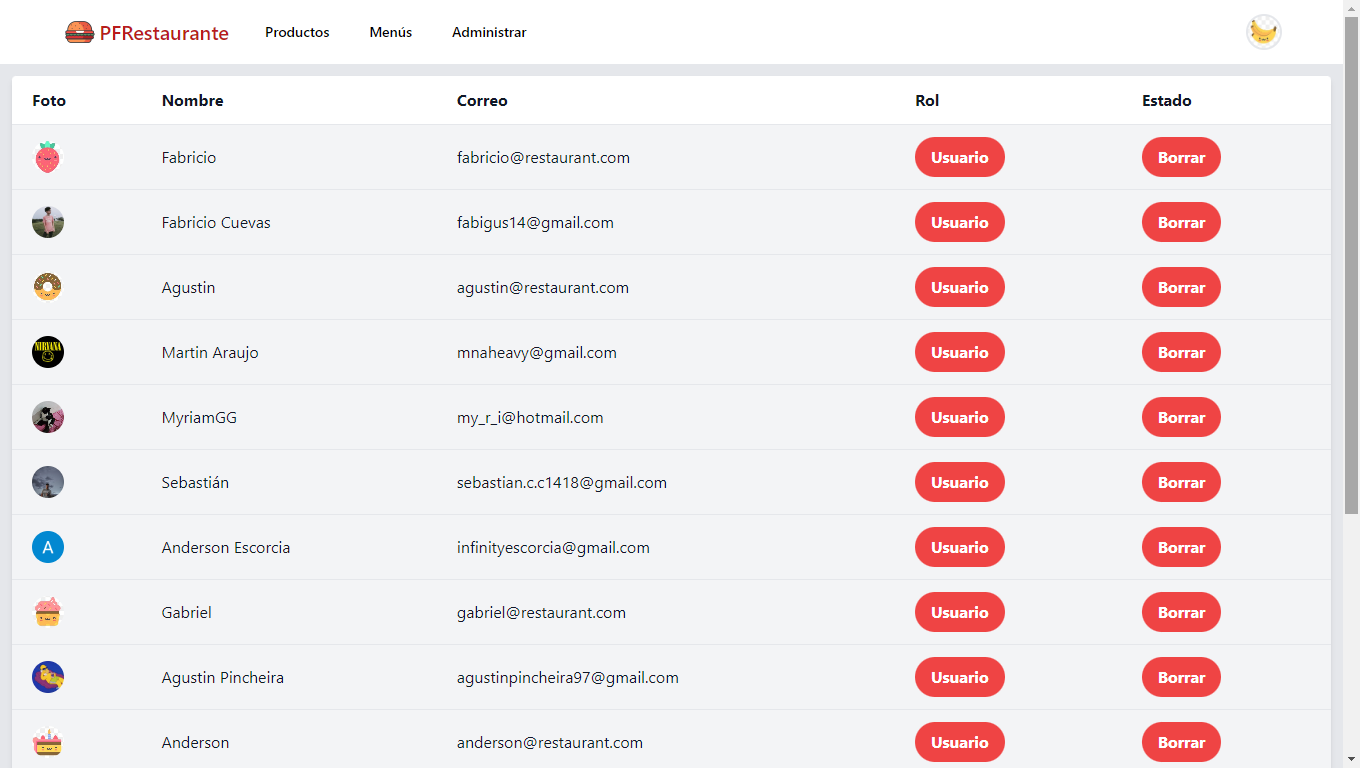 PFRestaurante Productos Menús Administrar
Foto Nombre Correo Rol Estado
Fabricio fabricio@restaurant.com Usuario Borrar
Fabricio Cuevas fabigus14@gmail.com Usuario Borrar
Agustin agustin@restaurant.com Usuario Borrar
NIRVANA Martin Araujo mnaheavy@gmail.com Usuario Borrar
MyriamGG my_r_i@hotmail.com Usuario Borrar
Sebastián sebastian.c.c1418@gmail.com Usuario Borrar
A Anderson Escorcia infinityescorcia@gmail.com Usuario Borrar
Gabriel gabriel@restaurant.com Usuario Borrar
Agustin Pincheira agustinpincheira97@gmail.com Usuario Borrar
Anderson anderson@restaurant.com Usuario Borrar